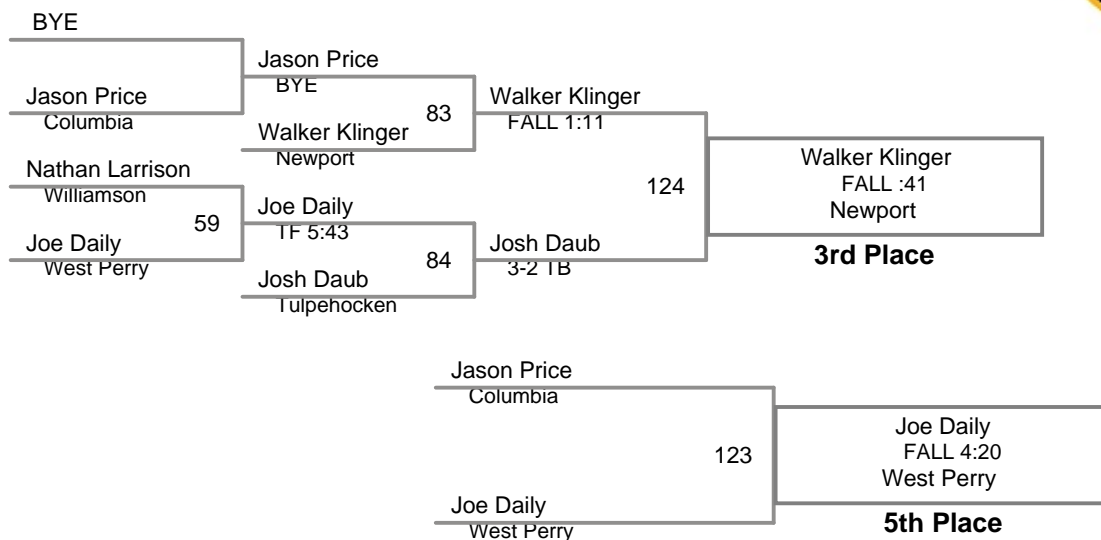 BYE
Jason Price
Columbia
Nathan Larrison
Williamson
59
Joe Daily
West Perry
Jason Price
BYE
83
Walker Klinger
Newport
Joe Daily
TF 5:43
84
Josh Daub
Tulpehocken
Walker Klinger
FALL 1:11
124
Josh Daub
3-2 TB
Walker Klinger
FALL :41
Newport
3rd Place
Jason Price
Columbia
123
Joe Daily
West Perry
Joe Daily
FALL 4:20
West Perry
5th Place